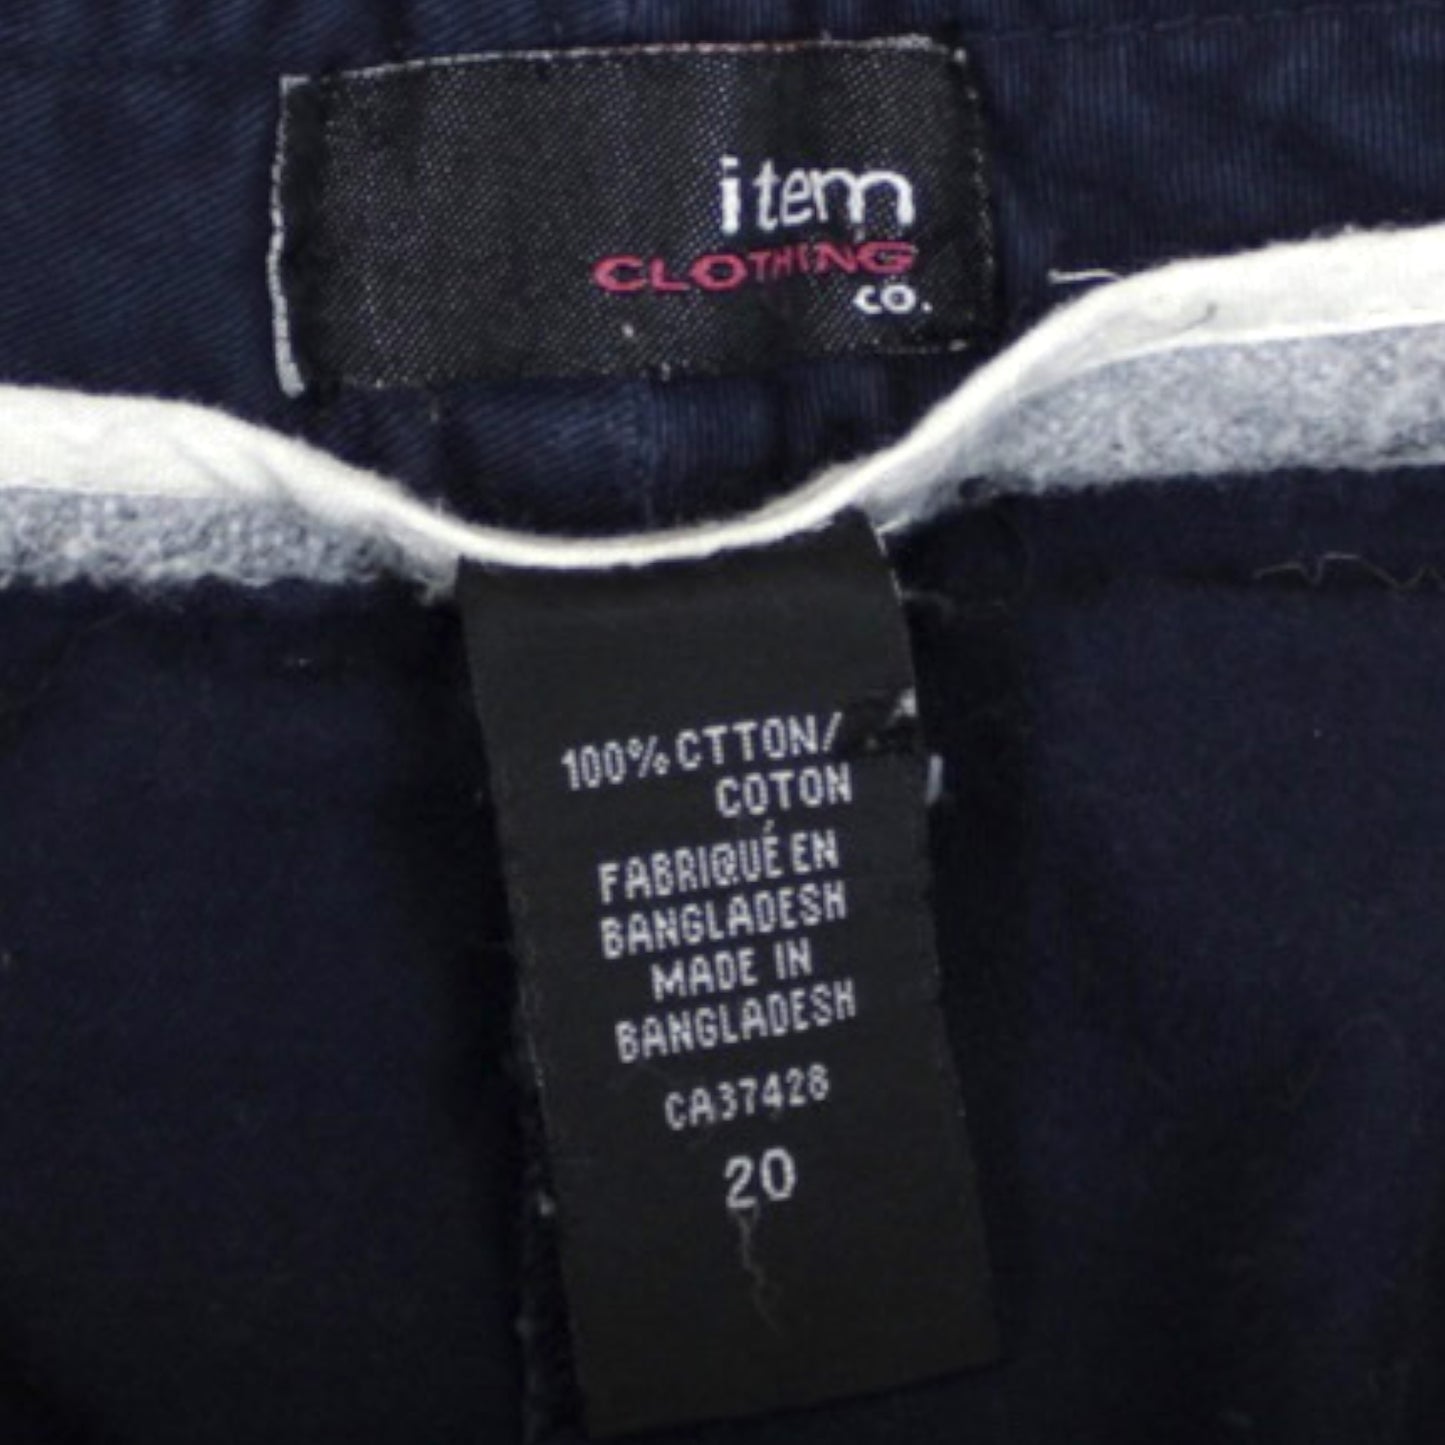 item
CLOTHING
CO.
100% CTTON/
COTON
FABRIQUÉ EN
BANGLADESH
MADE IN
BANGLADESH
CA37428
20